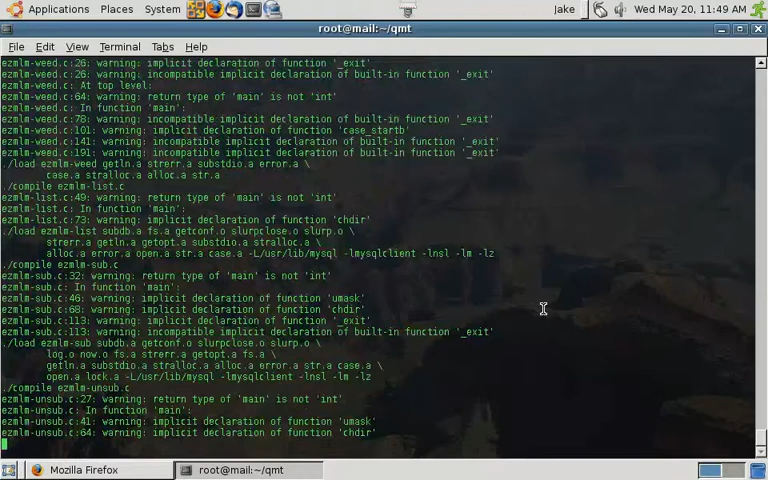 Applications Places System Jake Wed May 20, 11:49 AM
root@mail:~/qmt
File Edit View Terminal Tabs Help
ezmlm-weed.c:26: warning: implicit declaration of function '_exit'
ezmlm-weed.c:26: warning: incompatible implicit declaration of built-in function '_exit'
ezmlm-weed.c: At top level:
ezmlm-weed.c:64: warning: return type of 'main' is not 'int'
ezmlm-weed.c: In function 'main':
ezmlm-weed.c:78: warning: incompatible implicit declaration of built-in function '_exit'
ezmlm-weed.c:101: warning: implicit declaration of function 'case_startb'
ezmlm-weed.c:141: warning: incompatible implicit declaration of built-in function '_exit'
ezmlm-weed.c:191: warning: incompatible implicit declaration of built-in function '_exit'
./load ezmlm-weed getln.a strerr.a substdio.a error.a \
case.a stralloc.a alloc.a str.a
./compile ezmlm-list.c
ezmlm-list.c:49: warning: return type of 'main' is not 'int'
ezmlm-list.c: In function 'main':
ezmlm-list.c:73: warning: implicit declaration of function 'chdir'
./load ezmlm-list subdb.a fs.a getconf.o slurpclose.o slurp.o \
strerr.a getln.a getopt.a substdio.a stralloc.a \
alloc.a error.a open.a str.a case.a -L/usr/lib/mysql -lmysqlclient -lnsl -lm -lz
./compile ezmlm-sub.c
ezmlm-sub.c:32: warning: return type of 'main' is not 'int'
ezmlm-sub.c: In function 'main':
ezmlm-sub.c:46: warning: implicit declaration of function 'umask'
ezmlm-sub.c:68: warning: implicit declaration of function 'chdir'
ezmlm-sub.c:113: warning: implicit declaration of function '_exit'
ezmlm-sub.c:113: warning: incompatible implicit declaration of built-in function '_exit'
./load ezmlm-sub subdb.a getconf.o slurpclose.o slurp.o \
log.o now.o fs.a strerr.a getopt.a fs.a \
getln.a substdio.a stralloc.a alloc.a error.a str.a case.a \
open.a lock.a -L/usr/lib/mysql -lmysqlclient -lnsl -lm -lz
./compile ezmlm-unsub.c
ezmlm-unsub.c:27: warning: return type of 'main' is not 'int'
ezmlm-unsub.c: In function 'main':
ezmlm-unsub.c:41: warning: implicit declaration of function 'umask'
ezmlm-unsub.c:64: warning: implicit declaration of function 'chdir'
Mozilla Firefox root@mail:~/qmt